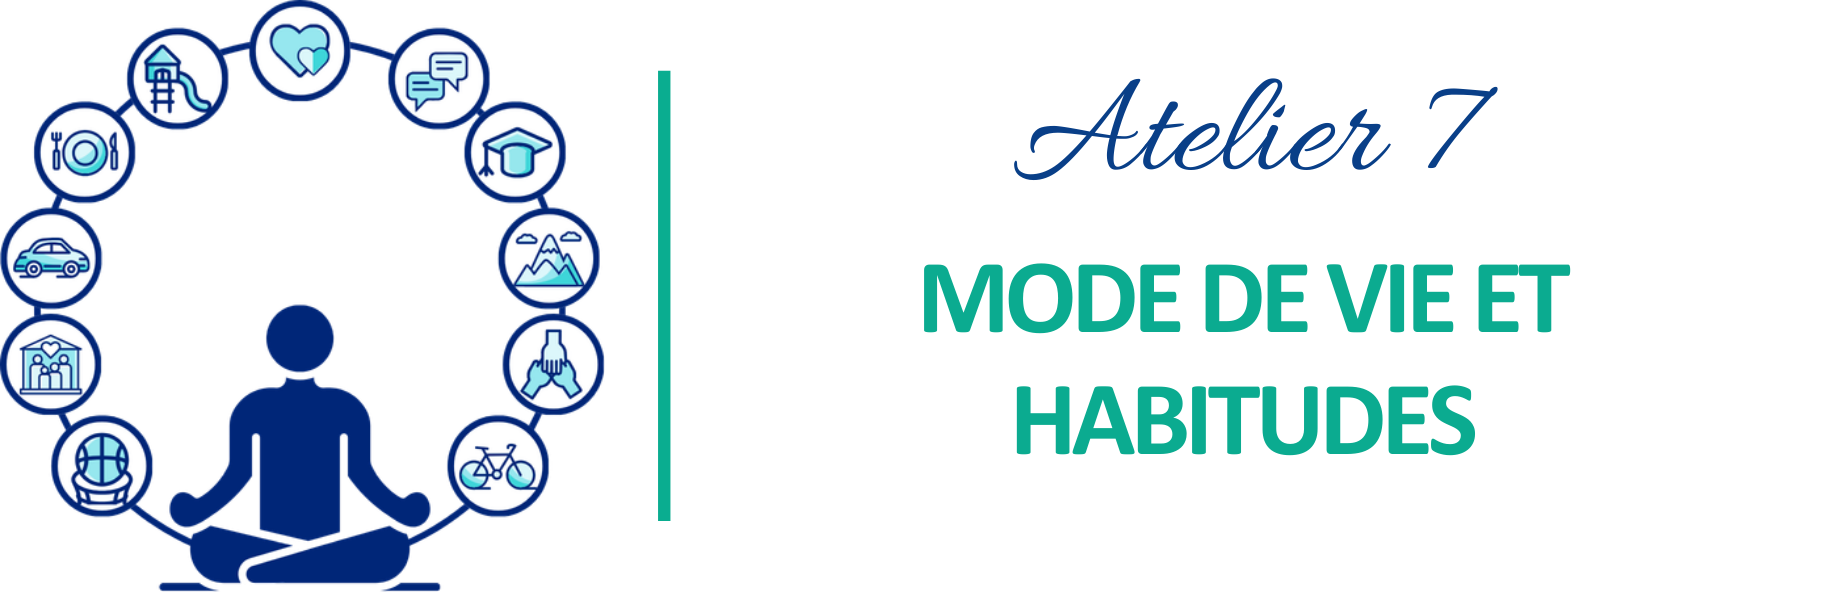 Atelier 7
MODE DE VIE ET
HABITUDES